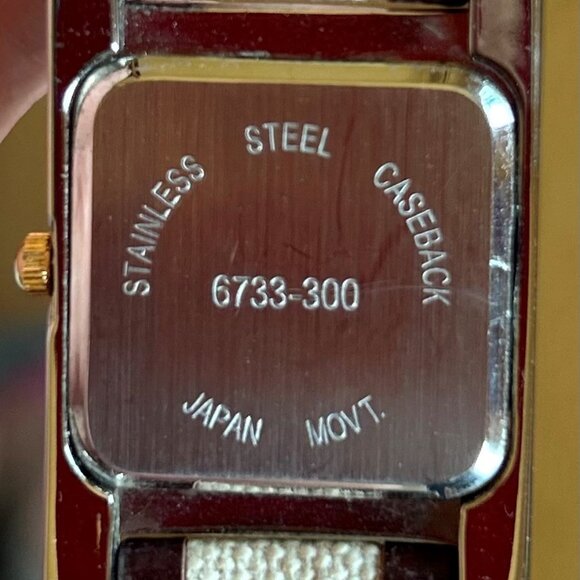 STAINLESS STEEL CASEBACK
6733-300
JAPAN MOVT.